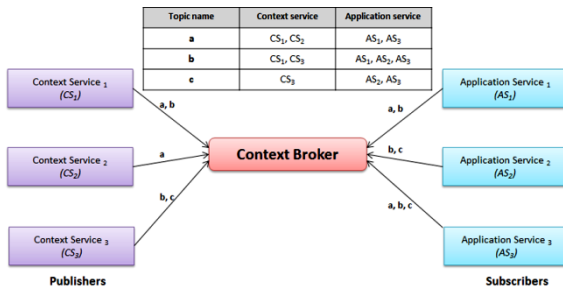 Topic name Context service Application service
a CS1, CS2 AS1, AS3
b CS1, CS3 AS1, AS2, AS3
c CS3 AS2, AS3
Context Service 1
(CS1)
Application Service 1
(AS1)
a, b
a, b
Context Service 2
(CS2)
a
Context Broker
b, c
Application Service 2
(AS2)
b, c
a, b, c
Context Service 3
(CS3)
Application Service 3
(AS3)
Publishers
Subscribers